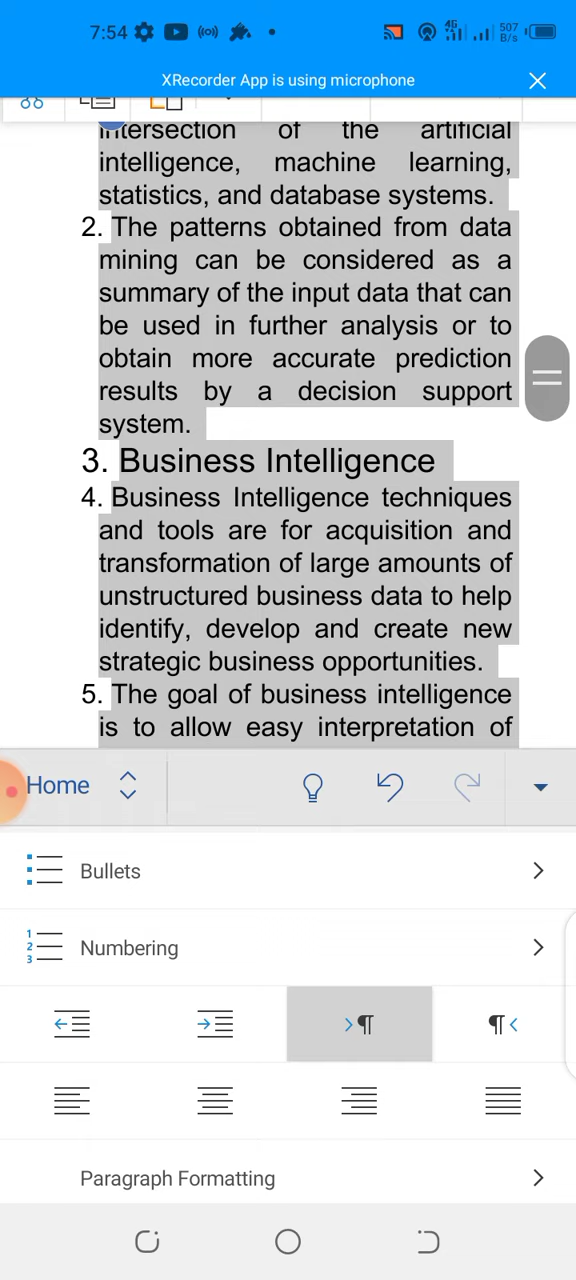 7:54
4G
507
B/s
XRecorder App is using microphone
intersection of the artificial
intelligence, machine learning,
statistics, and database systems.
2. The patterns obtained from data
mining can be considered as a
summary of the input data that can
be used in further analysis or to
obtain more accurate prediction
results by a decision support
system.
3. Business Intelligence
4. Business Intelligence techniques
and tools are for acquisition and
transformation of large amounts of
unstructured business data to help
identify, develop and create new
strategic business opportunities.
5. The goal of business intelligence
is to allow easy interpretation of
Home
Bullets
Numbering
Paragraph Formatting